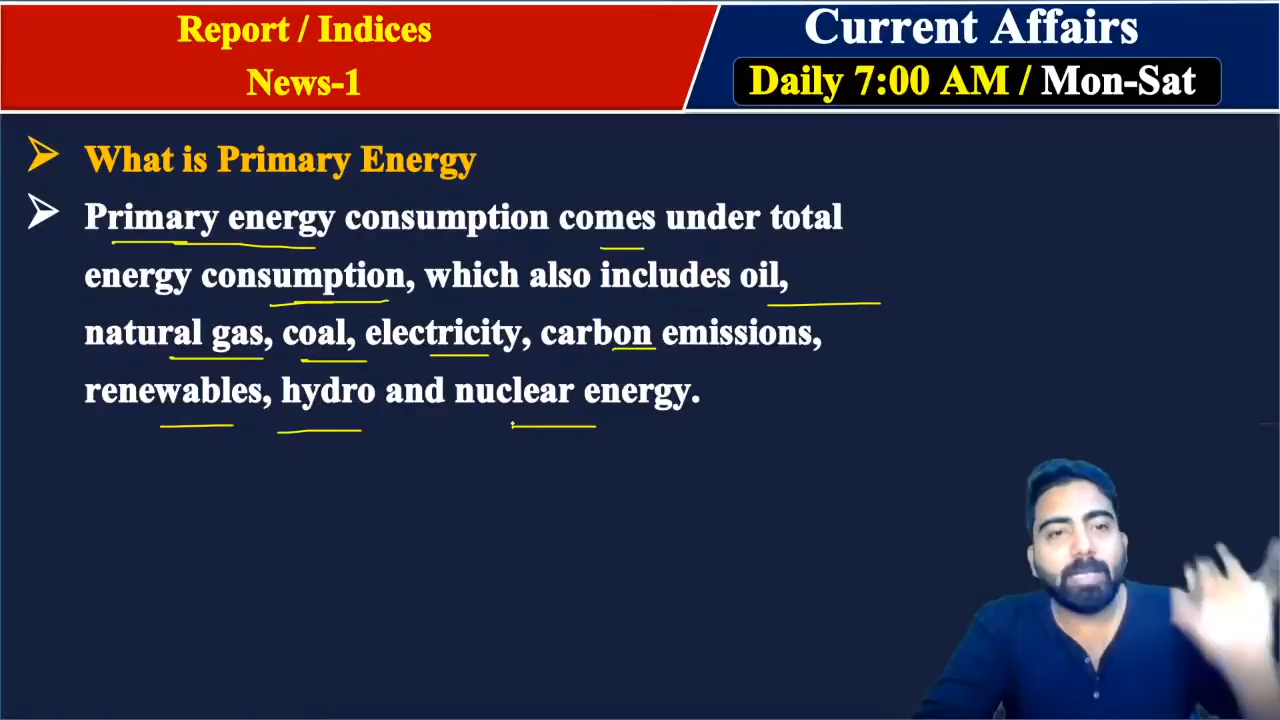 Report / Indices
News-1
Current Affairs
Daily 7:00 AM / Mon-Sat
What is Primary Energy
Primary energy consumption comes under total
energy consumption, which also includes oil,
natural gas, coal, electricity, carbon emissions,
renewables, hydro and nuclear energy.